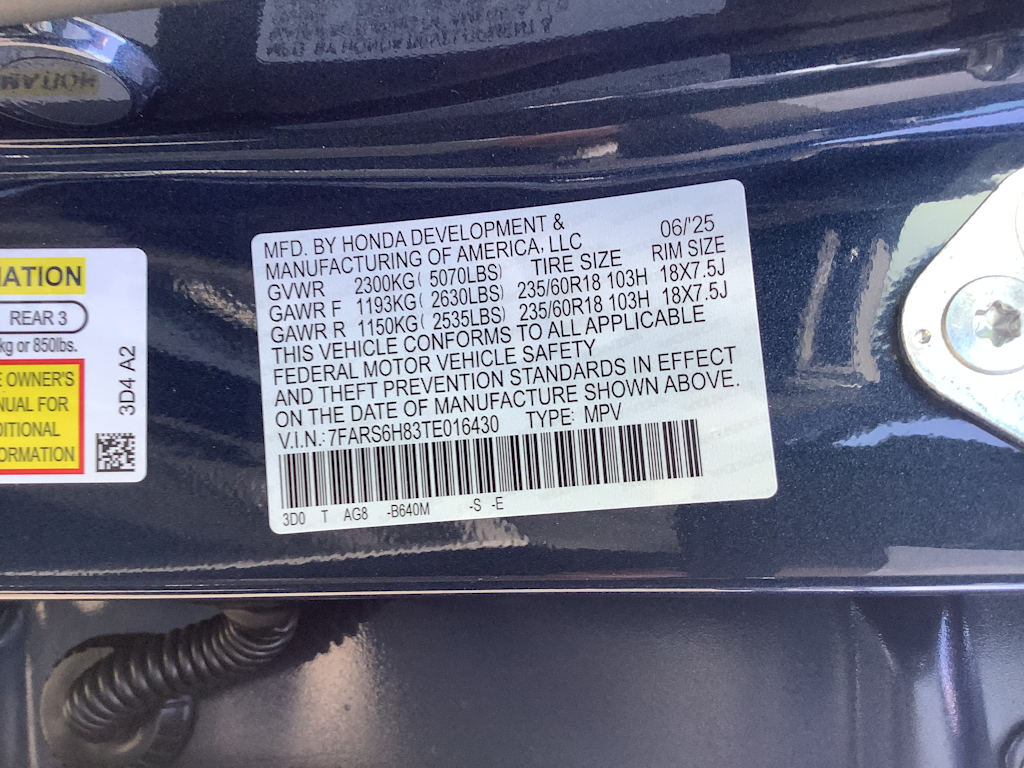 MFD. BY HONDA DEVELOPMENT & 06/'25
MANUFACTURING OF AMERICA. LLC
GVWR 2300KG( 5070LBS) TIRE SIZE RIM SIZE
GAWR F 1193KG( 2630LBS) 235/60R18 103H 18X7.5J
GAWR R 1150KG( 2535LBS) 235/60R18 103H 18X7.5J
THIS VEHICLE CONFORMS TO ALL APPLICABLE
FEDERAL MOTOR VEHICLE SAFETY
AND THEFT PREVENTION STANDARDS IN EFFECT
ON THE DATE OF MANUFACTURE SHOWN ABOVE.
V.I.N: 7FARS6H83TE016430 TYPE: MPV
3D0 T AG8 -B640M -S -E
MATION
REAR 3
kg or 850lbs.
E OWNER'S
NUAL FOR
DITIONAL
ORMATION
3D4 A2